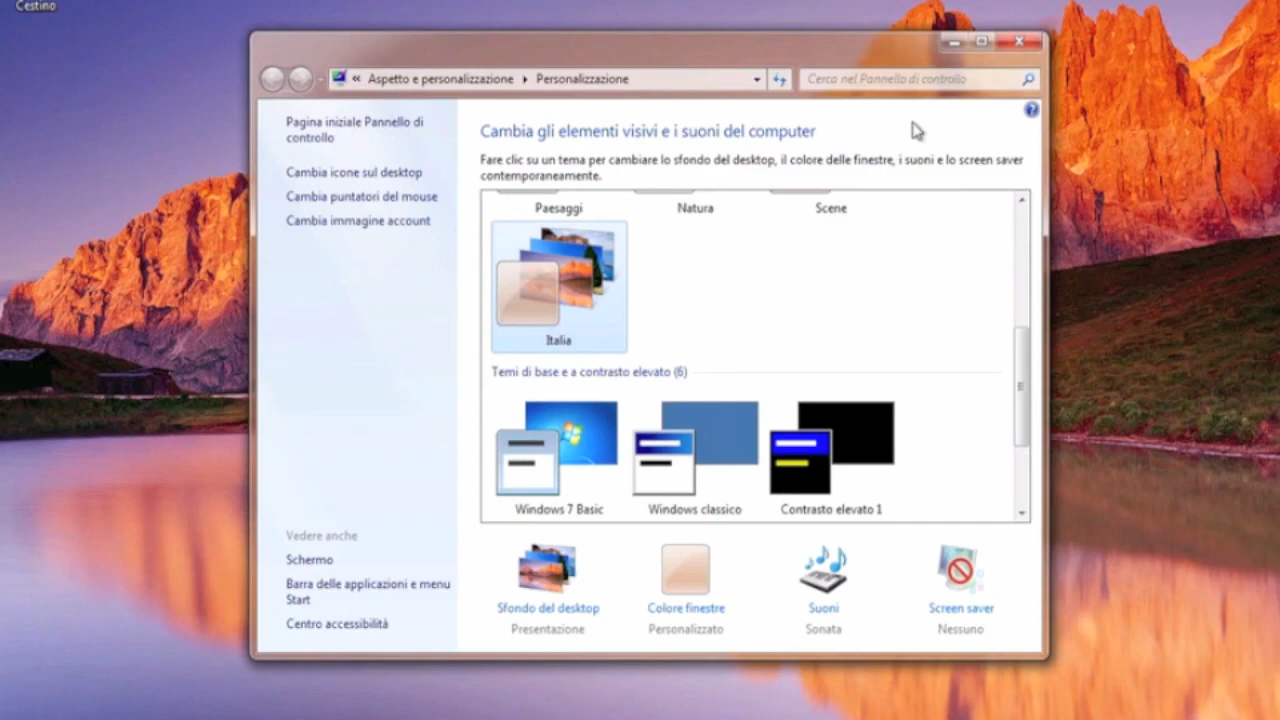 Cestino
« Aspetto e personalizzazione Personalizzazione
Cerca nel Pannello di controllo
Pagina iniziale Pannello di
controllo
Cambia icone sul desktop
Cambia puntatori del mouse
Cambia immagine account
Cambia gli elementi visivi e i suoni del computer
Fare clic su un tema per cambiare lo sfondo del desktop, il colore delle finestre, i suoni e lo screen saver
contemporaneamente.
Paesaggi Natura Scene
Italia
Temi di base e a contrasto elevato (6)
Windows 7 Basic Windows classico Contrasto elevato 1
Vedere anche
Schermo
Barra delle applicazioni e menu
Start
Centro accessibilità
Sfondo del desktop Colore finestre Suoni Screen saver
Presentazione Personalizzato Sonata Nessuno